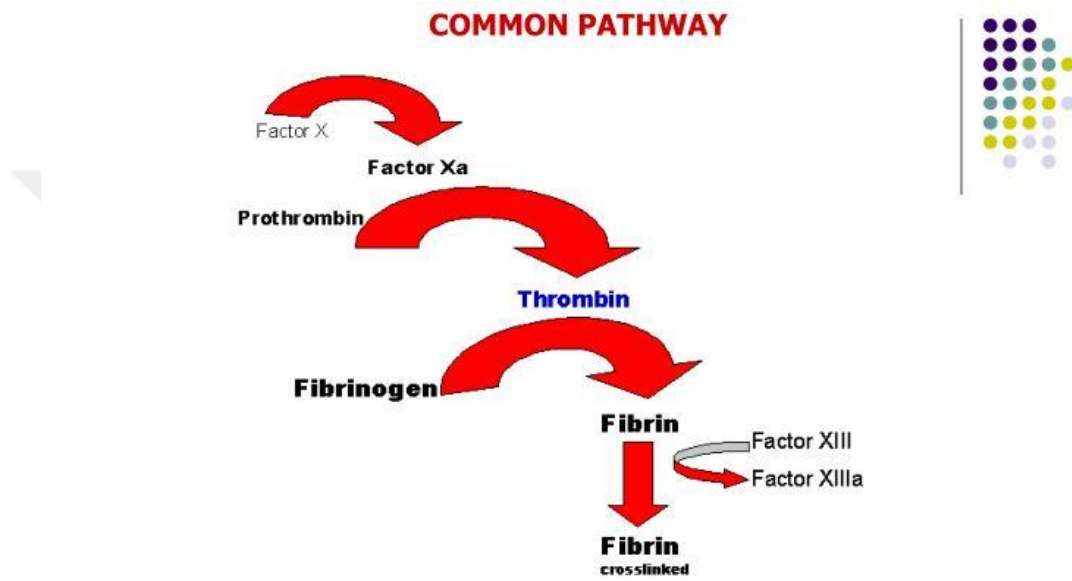 COMMON PATHWAY
Factor X
Factor Xa
Prothrombin
Thrombin
Fibrinogen
Fibrin
Factor XIII
Factor XIIIa
Fibrin
crosslinked